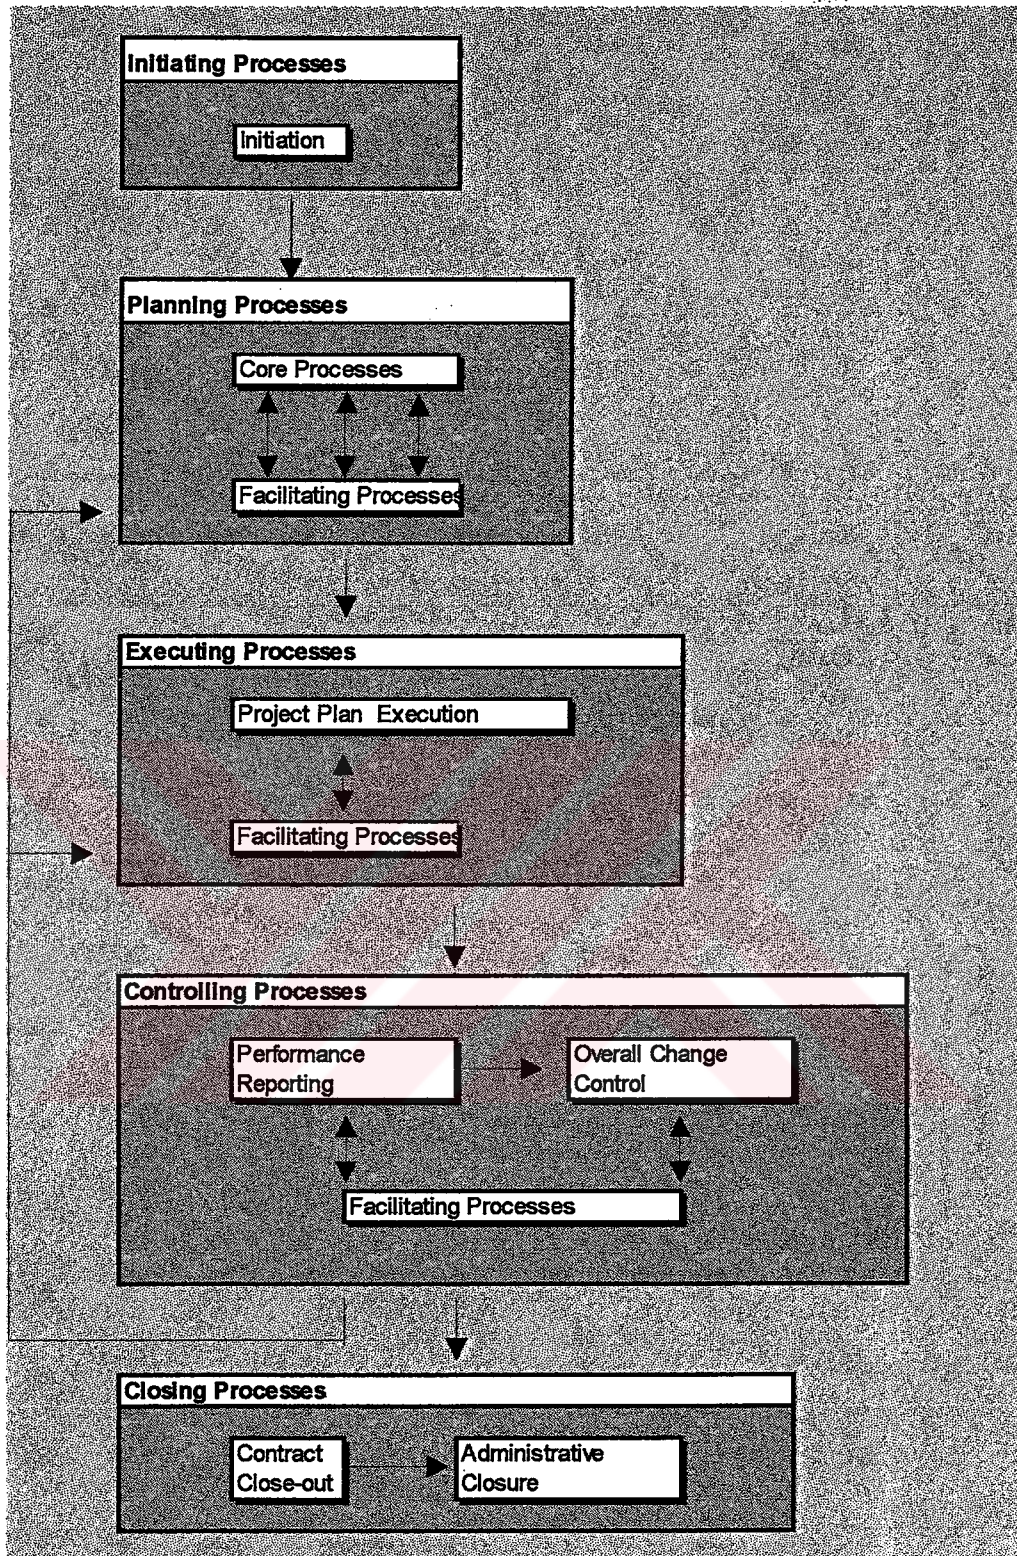 Initiating Processes
Initiation
Planning Processes
Core Processes
Facilitating Processes
Executing Processes
Project Plan Execution
Facilitating Processes
Controlling Processes
Performance
Reporting
Overall Change
Control
Facilitating Processes
Closing Processes
Contract
Close-out
Administrative
Closure